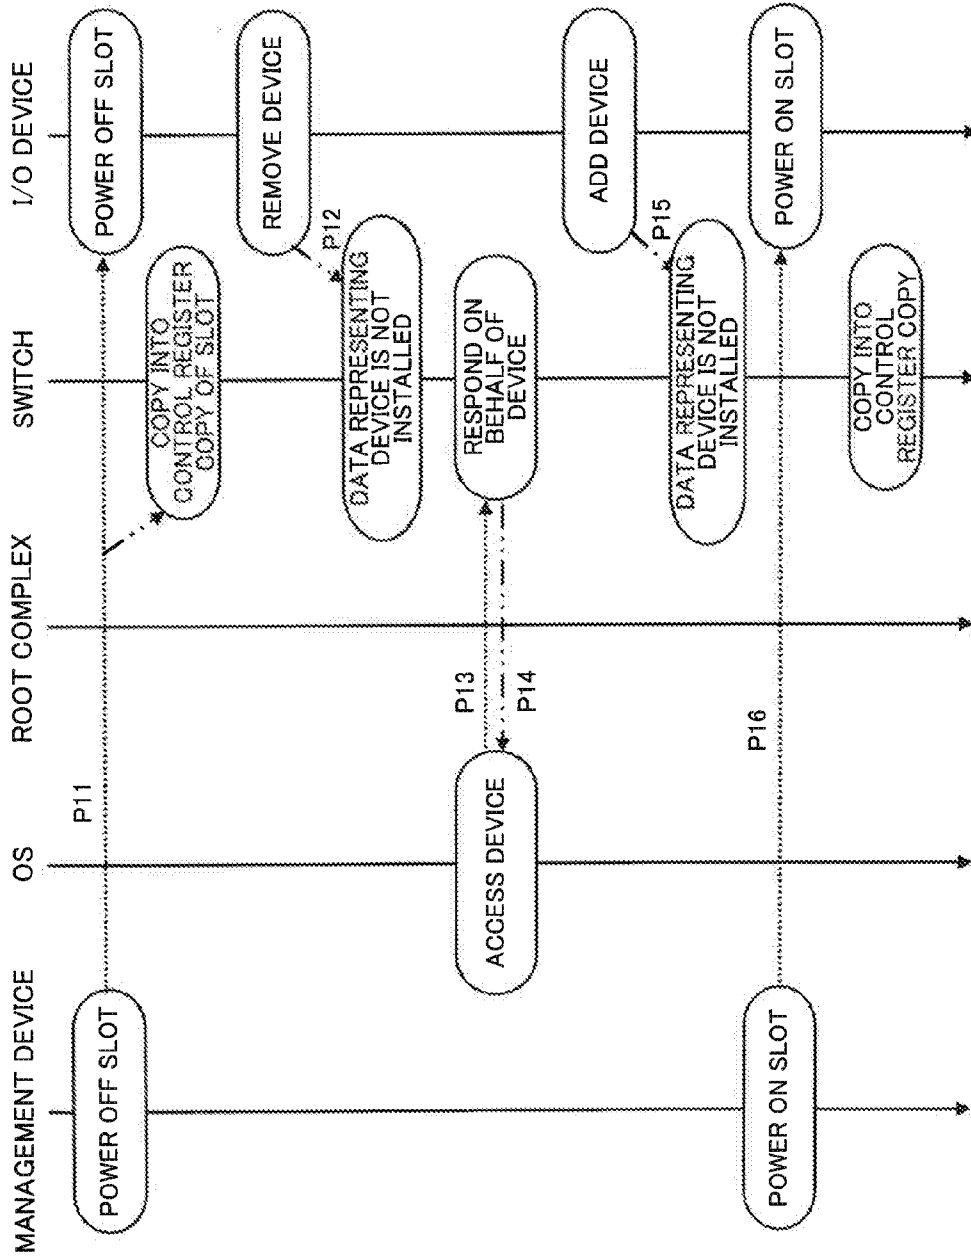 MANAGEMENT DEVICE
OS
ROOT COMPLEX
SWITCH
I/O DEVICE
POWER OFF SLOT
P11
POWER OFF SLOT
COPY INTO
CONTROL REGISTER
COPY OF SLOT
REMOVE DEVICE
P12
DATA REPRESENTING
DEVICE IS NOT
INSTALLED
ACCESS DEVICE
P13
P14
RESPOND ON
BEHALF OF
DEVICE
ADD DEVICE
P15
DATA REPRESENTING
DEVICE IS NOT
INSTALLED
POWER ON SLOT
P16
POWER ON SLOT
COPY INTO
CONTROL
REGISTER COPY